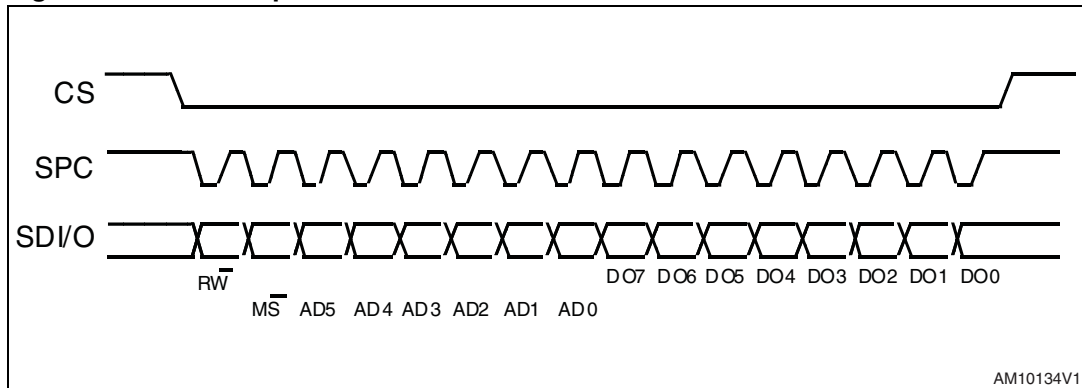 CS
SPC
SDI/O
RW DO7 DO6 DO5 DO4 DO3 DO2 DO1 DO0
MS AD5 AD4 AD3 AD2 AD1 AD0
AM10134V1